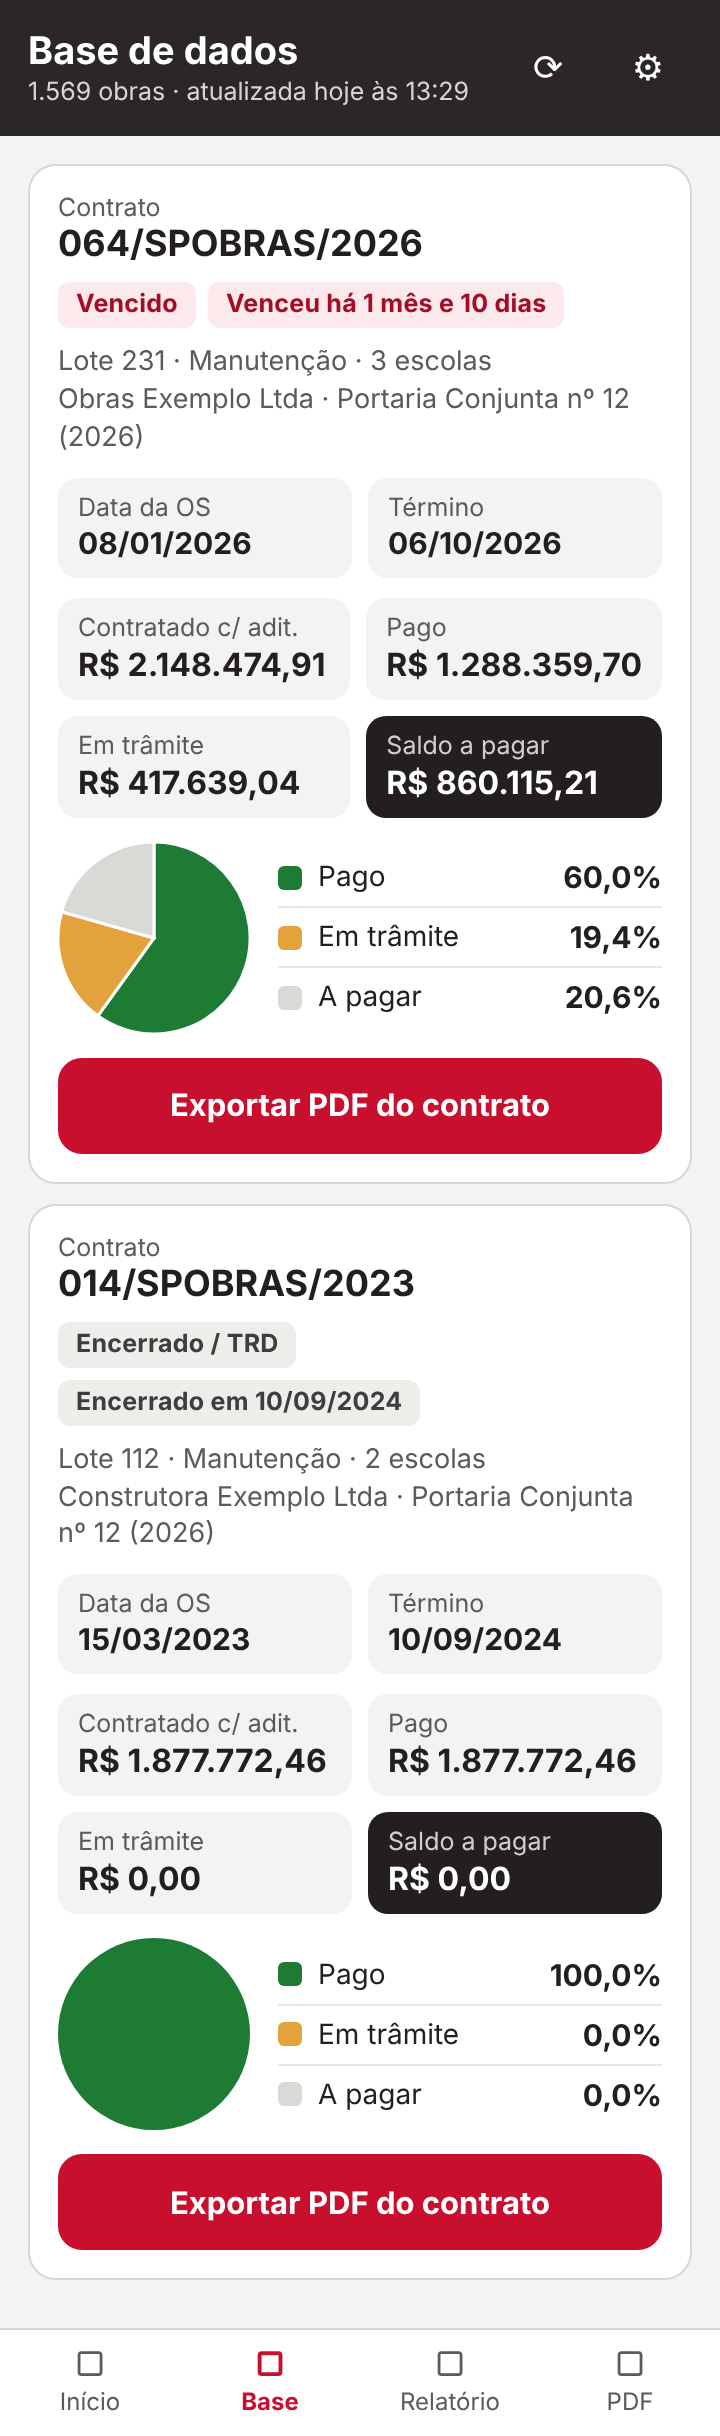 Base de dados
1.569 obras · atualizada hoje às 13:29
Contrato
064/SPOBRAS/2026
Vencido
Venceu há 1 mês e 10 dias
Lote 231 · Manutenção · 3 escolas
Obras Exemplo Ltda · Portaria Conjunta nº 12
(2026)
Data da OS
08/01/2026
Término
06/10/2026
Contratado c/ adit.
R$ 2.148.474,91
Pago
R$ 1.288.359,70
Em trâmite
R$ 417.639,04
Saldo a pagar
R$ 860.115,21
Pago 60,0%
Em trâmite 19,4%
A pagar 20,6%
Exportar PDF do contrato
Contrato
014/SPOBRAS/2023
Encerrado / TRD
Encerrado em 10/09/2024
Lote 112 · Manutenção · 2 escolas
Construtora Exemplo Ltda · Portaria Conjunta
nº 12 (2026)
Data da OS
15/03/2023
Término
10/09/2024
Contratado c/ adit.
R$ 1.877.772,46
Pago
R$ 1.877.772,46
Em trâmite
R$ 0,00
Saldo a pagar
R$ 0,00
Pago 100,0%
Em trâmite 0,0%
A pagar 0,0%
Exportar PDF do contrato
Início
Base
Relatório
PDF